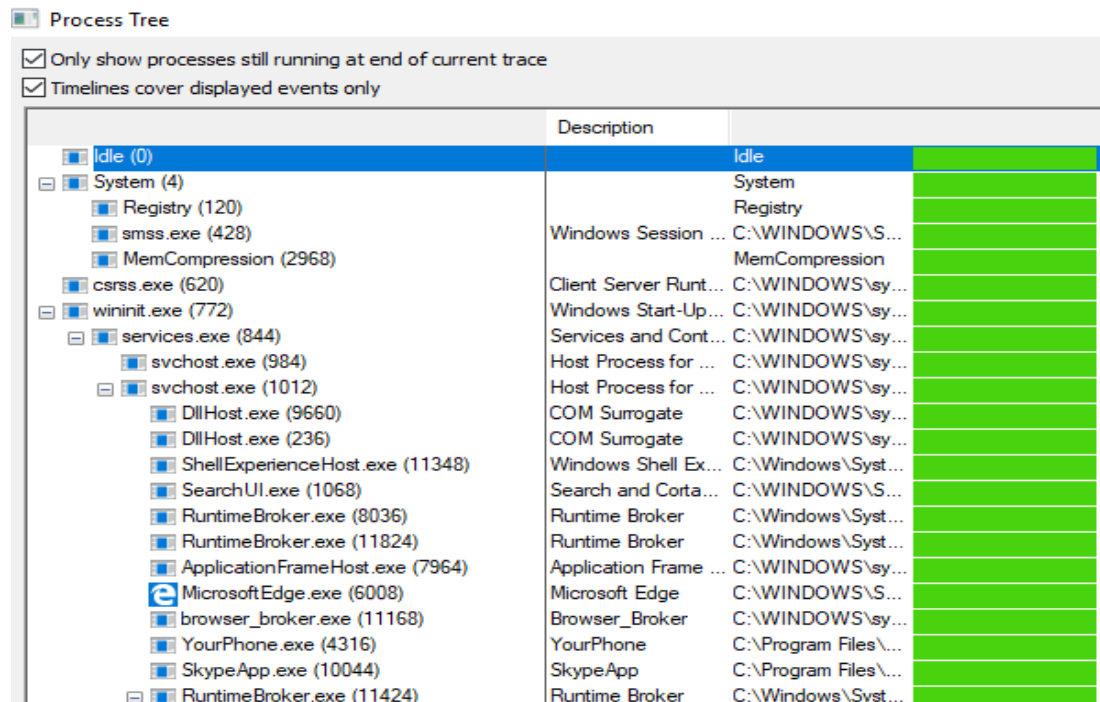 Process Tree
Only show processes still running at end of current trace
Timelines cover displayed events only
Description
Idle (0) Idle
System (4) System
Registry (120) Registry
smss.exe (428) Windows Session ... C:\WINDOWS\S...
MemCompression (2968) MemCompression
csrss.exe (620) Client Server Runt... C:\WINDOWS\sy...
wininit.exe (772) Windows Start-Up... C:\WINDOWS\sy...
services.exe (844) Services and Cont... C:\WINDOWS\sy...
svchost.exe (984) Host Process for ... C:\WINDOWS\sy...
svchost.exe (1012) Host Process for ... C:\WINDOWS\sy...
DllHost.exe (9660) COM Surrogate C:\WINDOWS\sy...
DllHost.exe (236) COM Surrogate C:\WINDOWS\sy...
ShellExperienceHost.exe (11348) Windows Shell Ex... C:\Windows\Syst...
SearchUI.exe (1068) Search and Corta... C:\WINDOWS\S...
RuntimeBroker.exe (8036) Runtime Broker C:\Windows\Syst...
RuntimeBroker.exe (11824) Runtime Broker C:\Windows\Syst...
ApplicationFrameHost.exe (7964) Application Frame ... C:\WINDOWS\sy...
MicrosoftEdge.exe (6008) Microsoft Edge C:\WINDOWS\S...
browser_broker.exe (11168) Browser_Broker C:\WINDOWS\sy...
YourPhone.exe (4316) YourPhone C:\Program Files\...
SkypeApp.exe (10044) SkypeApp C:\Program Files\...
RuntimeBroker.exe (11424) Runtime Broker C:\Windows\Syst...